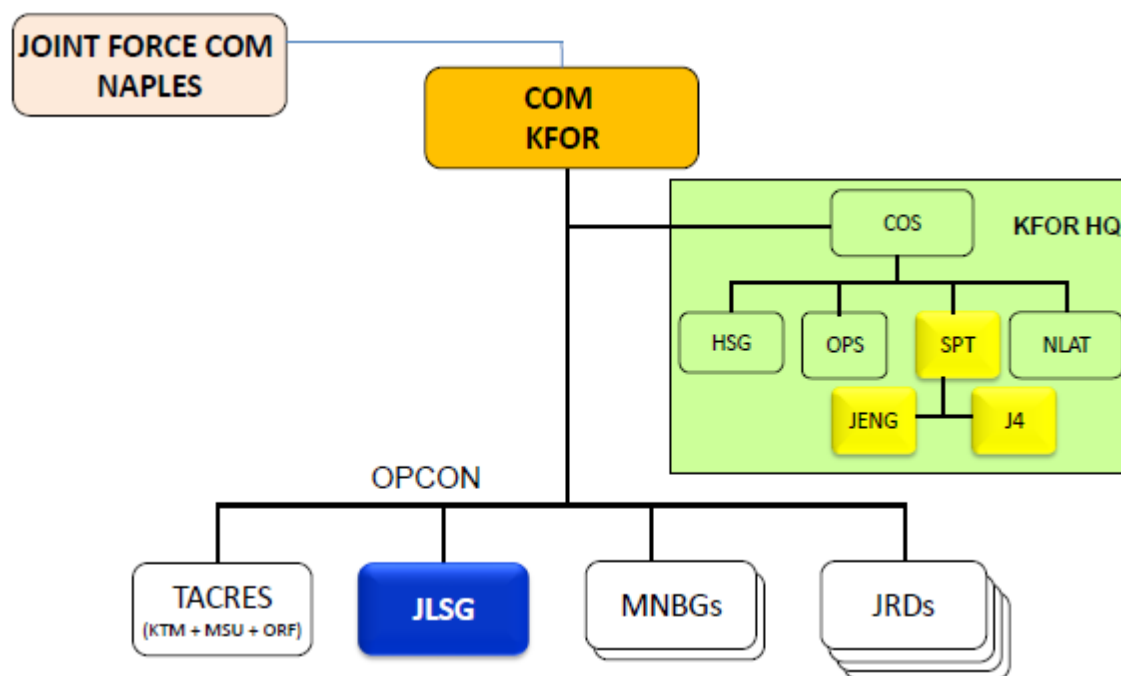 JOINT FORCE COM
NAPLES
COM
KFOR
COS
KFOR HQ
HSG
OPS
SPT
NLAT
JENG
J4
OPCON
TACRES
(KTM + MSU + ORF)
JLSG
MNBGs
JRDs